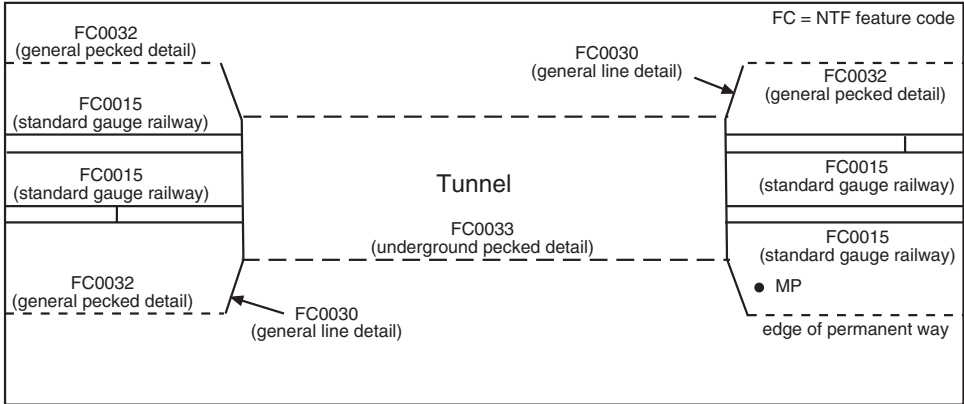 FC = NTF feature code
FC0032
(general pecked detail)
FC0030
(general line detail)
FC0032
(general pecked detail)
FC0015
(standard gauge railway)
FC0015
(standard gauge railway)
Tunnel
FC0015
(standard gauge railway)
FC0033
(underground pecked detail)
FC0015
(standard gauge railway)
FC0032
(general pecked detail)
MP
FC0030
(general line detail)
edge of permanent way